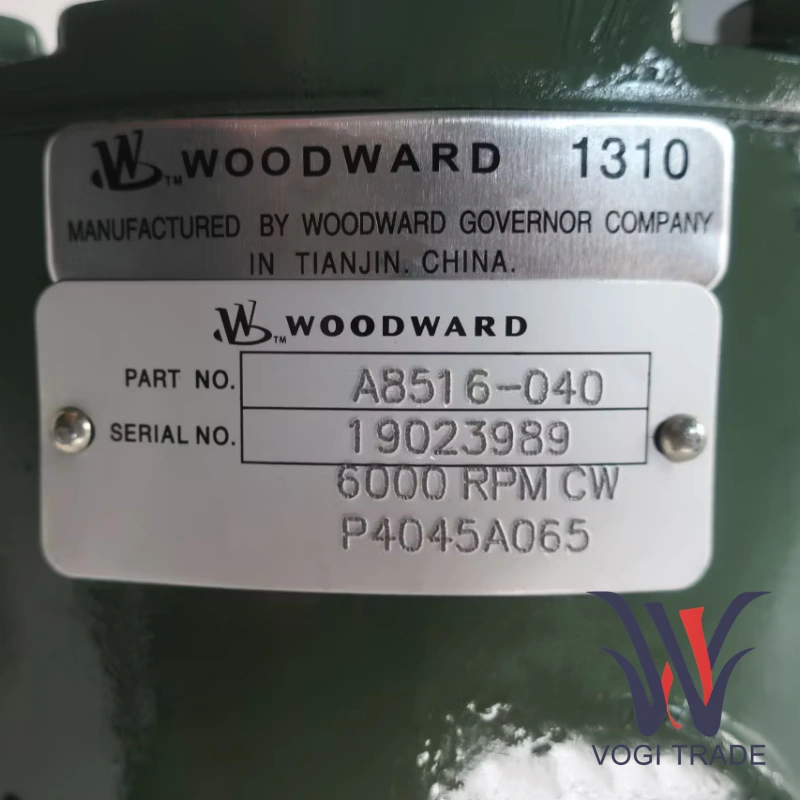 WOODWARD 1310
MANUFACTURED BY WOODWARD GOVERNOR COMPANY
IN TIANJIN. CHINA.
WOODWARD
PART NO. A8516-040
SERIAL NO. 19023989
6000 RPM CW
P4045A065
VOGI TRADE